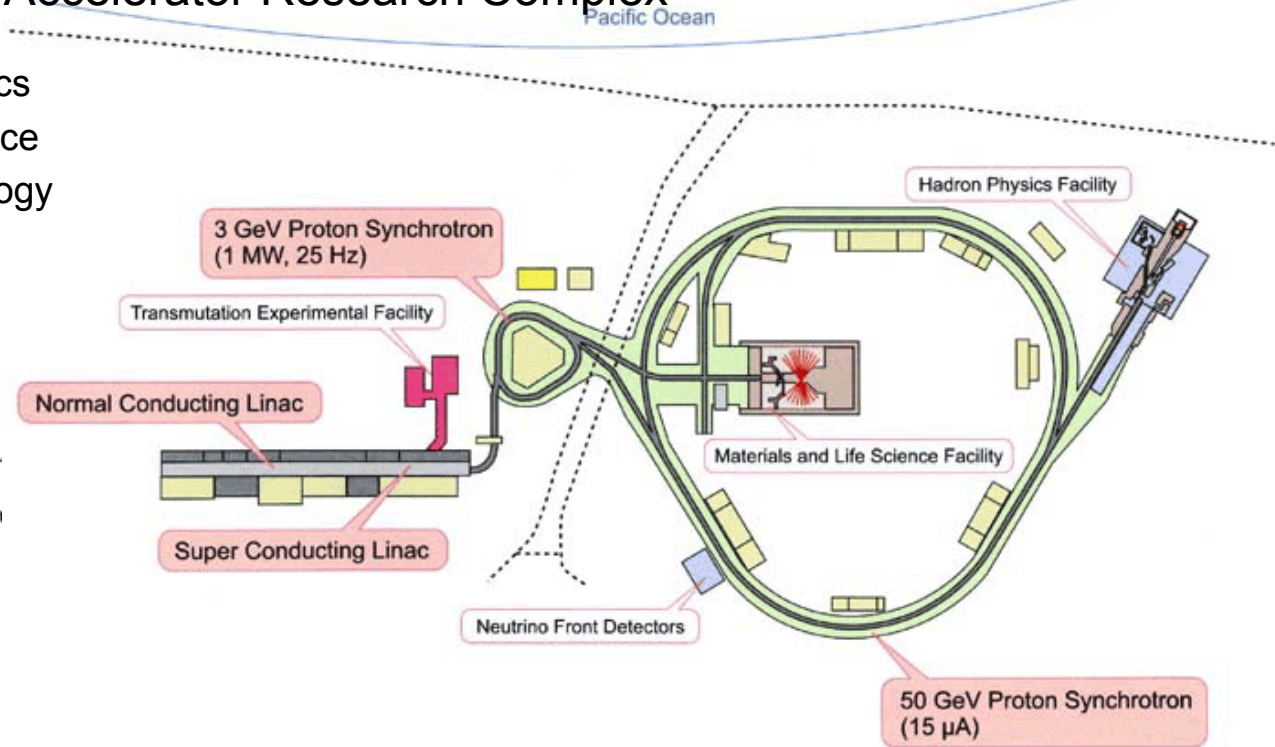 Accelerator Research Complex
Pacific Ocean
cs
ce
ogy
Hadron Physics Facility
3 GeV Proton Synchrotron
(1 MW, 25 Hz)
Transmutation Experimental Facility
Normal Conducting Linac
Materials and Life Science Facility
Super Conducting Linac
Neutrino Front Detectors
50 GeV Proton Synchrotron
(15 μA)